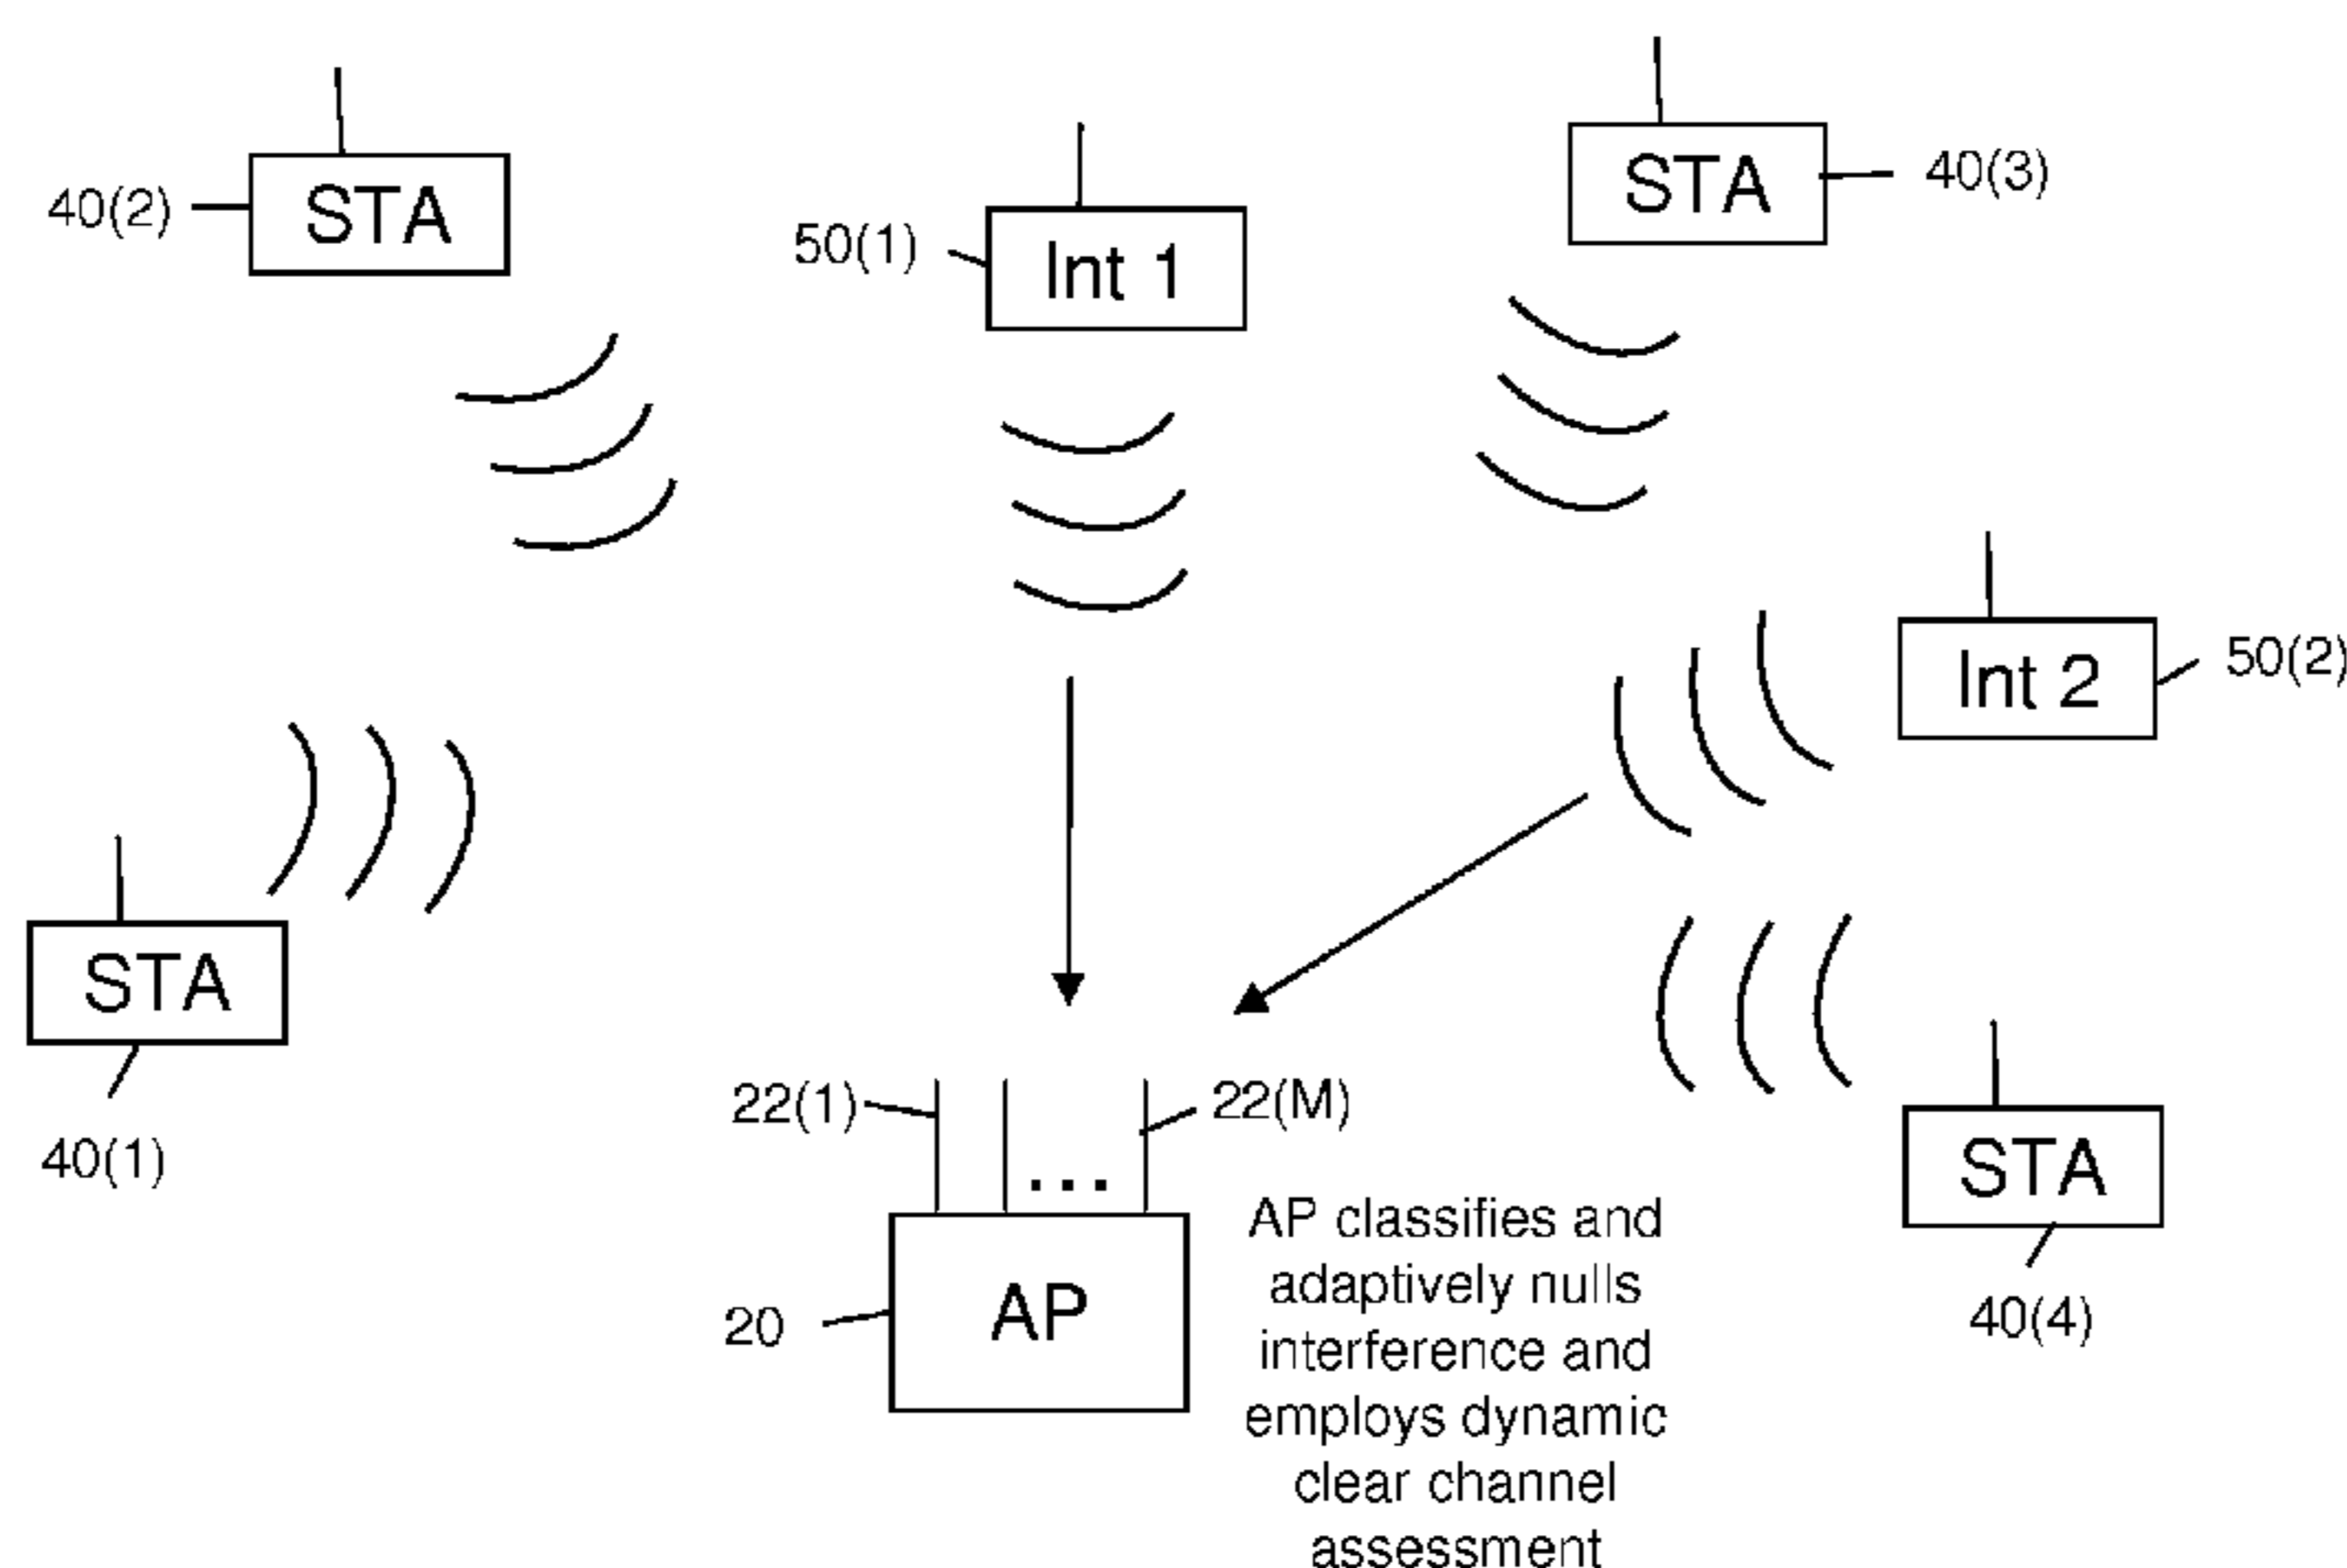 40(2)
STA
50(1)
Int 1
STA
40(3)
Int 2
50(2)
STA
40(1)
22(1)
22(M)
...
AP
20
AP classifies and
adaptively nulls
interference and
employs dynamic
clear channel
assessment
STA
40(4)